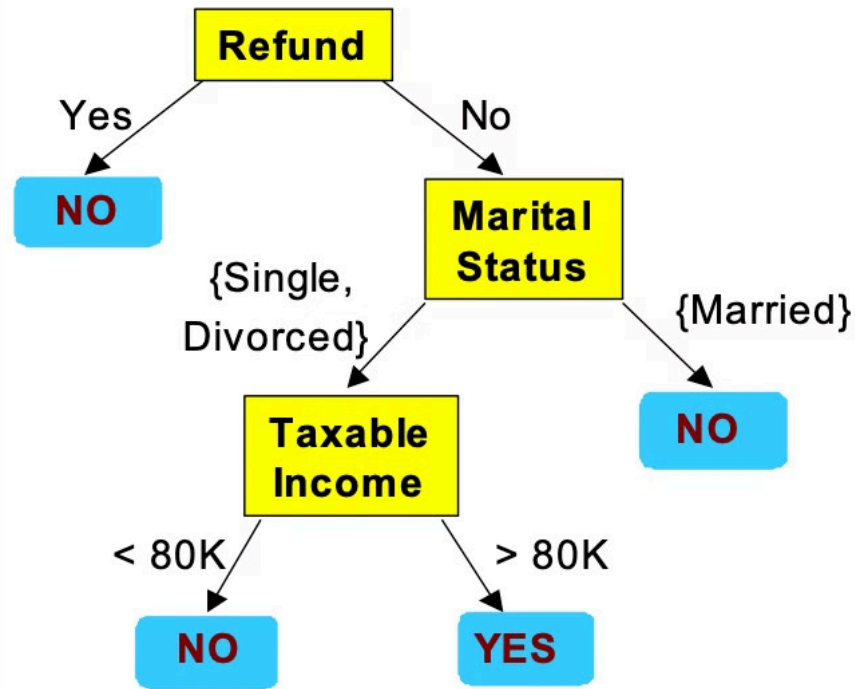 Refund
Yes
No
NO
Marital
Status
{Single,
Divorced}
{Married}
Taxable
Income
NO
< 80K
> 80K
NO
YES